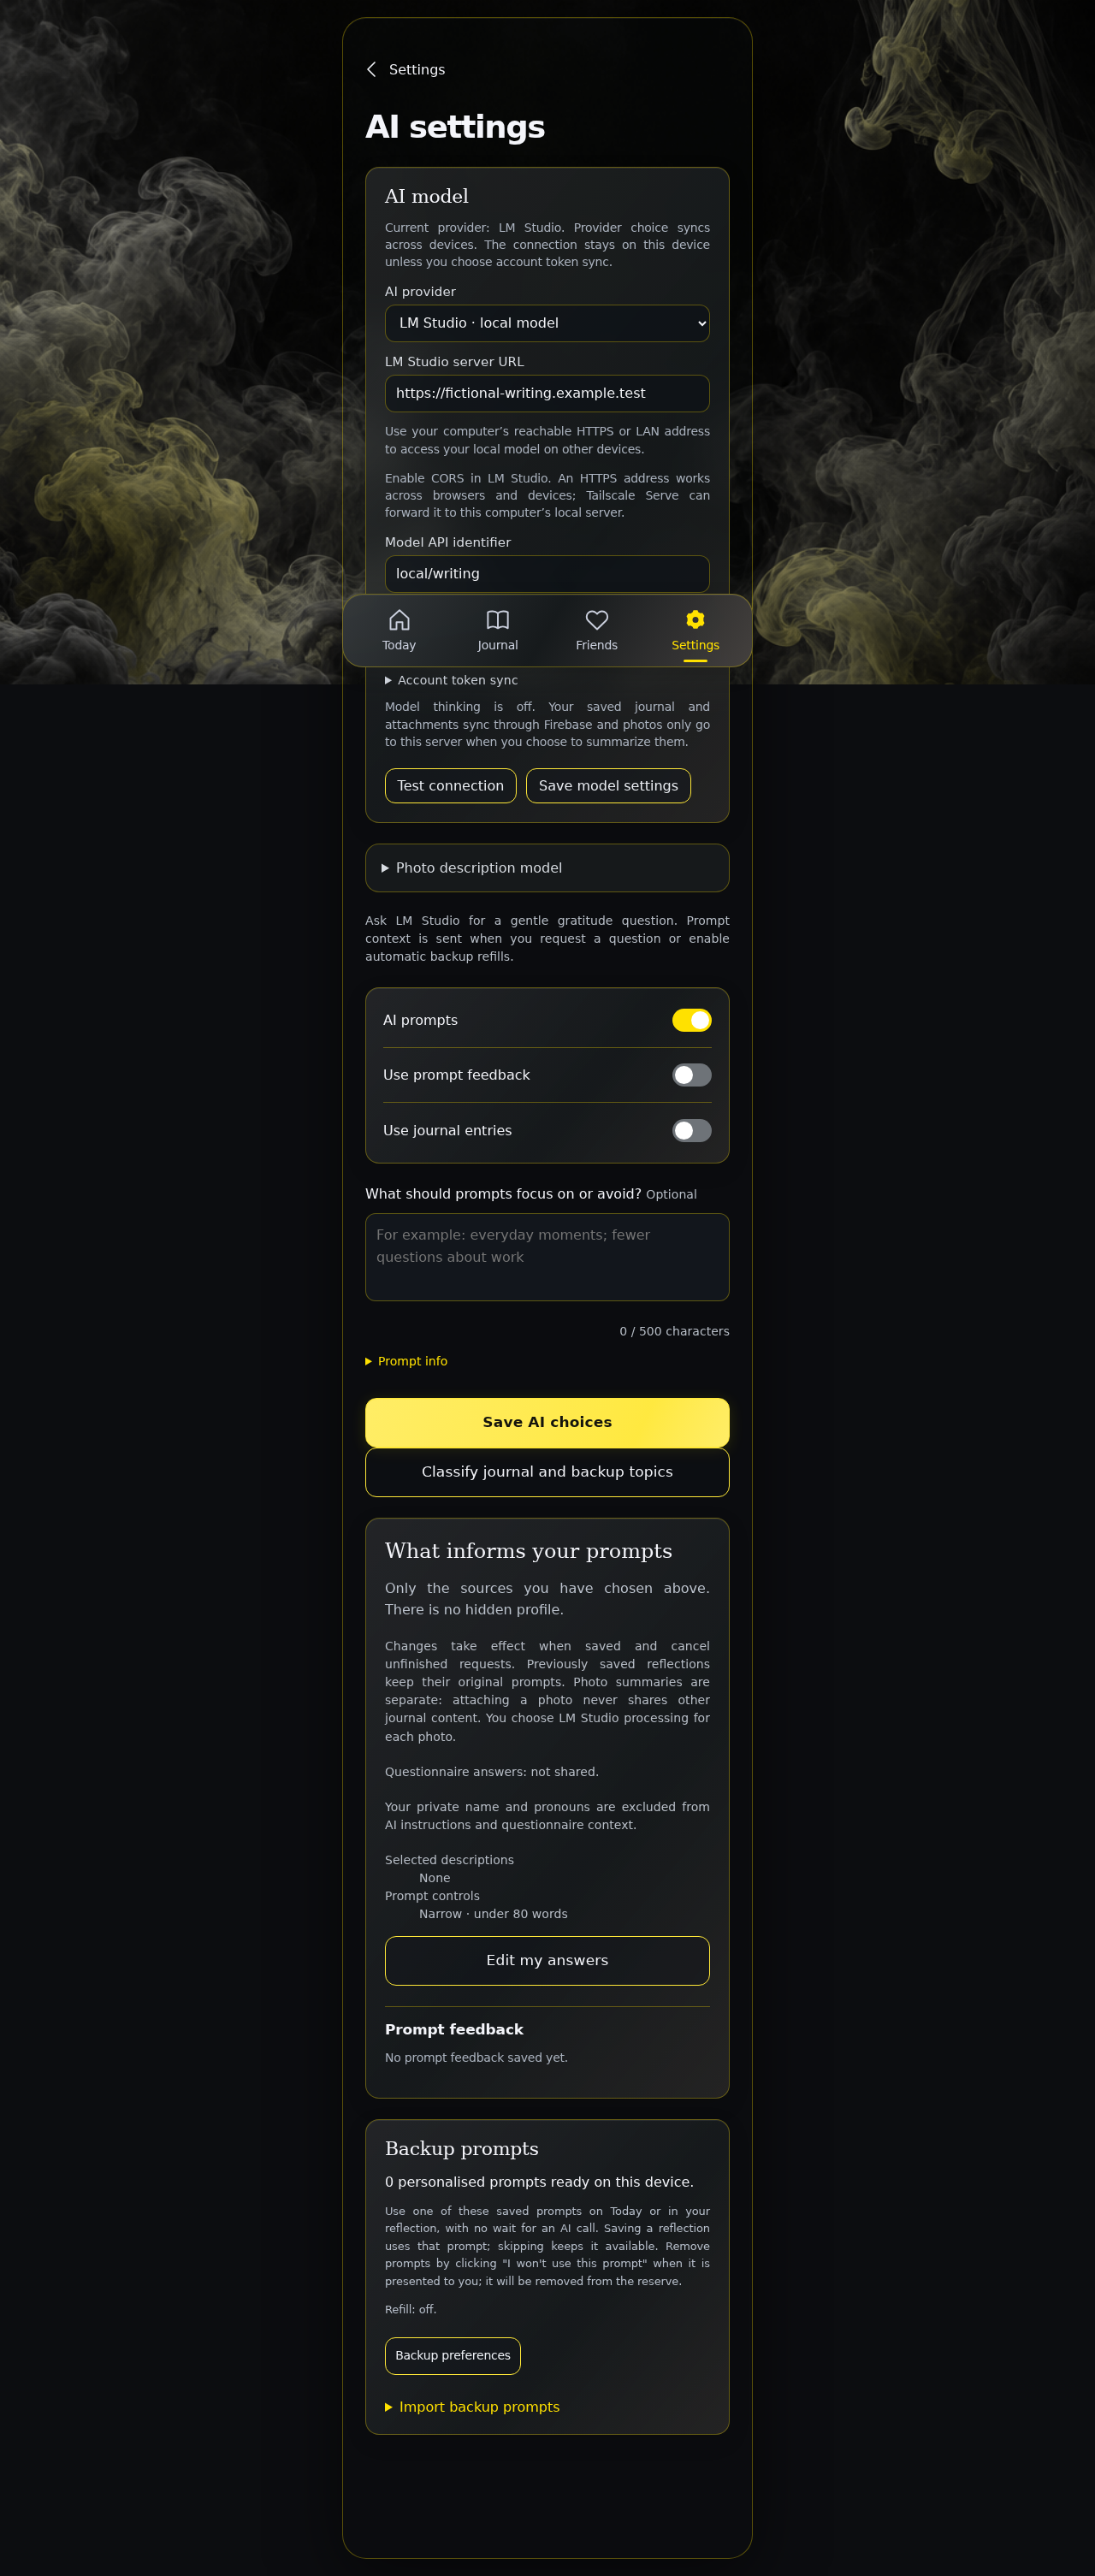 Settings
AI settings
AI model
Current provider: LM Studio. Provider choice syncs
across devices. The connection stays on this device
unless you choose account token sync.
AI provider
LM Studio · local model
LM Studio server URL
https://fictional-writing.example.test
Use your computer’s reachable HTTPS or LAN address
to access your local model on other devices.
Enable CORS in LM Studio. An HTTPS address works
across browsers and devices; Tailscale Serve can
forward it to this computer’s local server.
Model API identifier
local/writing
Today
Journal
Friends
Settings
Account token sync
Model thinking is off. Your saved journal and
attachments sync through Firebase and photos only go
to this server when you choose to summarize them.
Test connection
Save model settings
Photo description model
Ask LM Studio for a gentle gratitude question. Prompt
context is sent when you request a question or enable
automatic backup refills.
AI prompts
Use prompt feedback
Use journal entries
What should prompts focus on or avoid? Optional
For example: everyday moments; fewer
questions about work
0 / 500 characters
Prompt info
Save AI choices
Classify journal and backup topics
What informs your prompts
Only the sources you have chosen above.
There is no hidden profile.
Changes take effect when saved and cancel
unfinished requests. Previously saved reflections
keep their original prompts. Photo summaries are
separate: attaching a photo never shares other
journal content. You choose LM Studio processing for
each photo.
Questionnaire answers: not shared.
Your private name and pronouns are excluded from
AI instructions and questionnaire context.
Selected descriptions
None
Prompt controls
Narrow · under 80 words
Edit my answers
Prompt feedback
No prompt feedback saved yet.
Backup prompts
0 personalised prompts ready on this device.
Use one of these saved prompts on Today or in your
reflection, with no wait for an AI call. Saving a reflection
uses that prompt; skipping keeps it available. Remove
prompts by clicking "I won't use this prompt" when it is
presented to you; it will be removed from the reserve.
Refill: off.
Backup preferences
Import backup prompts